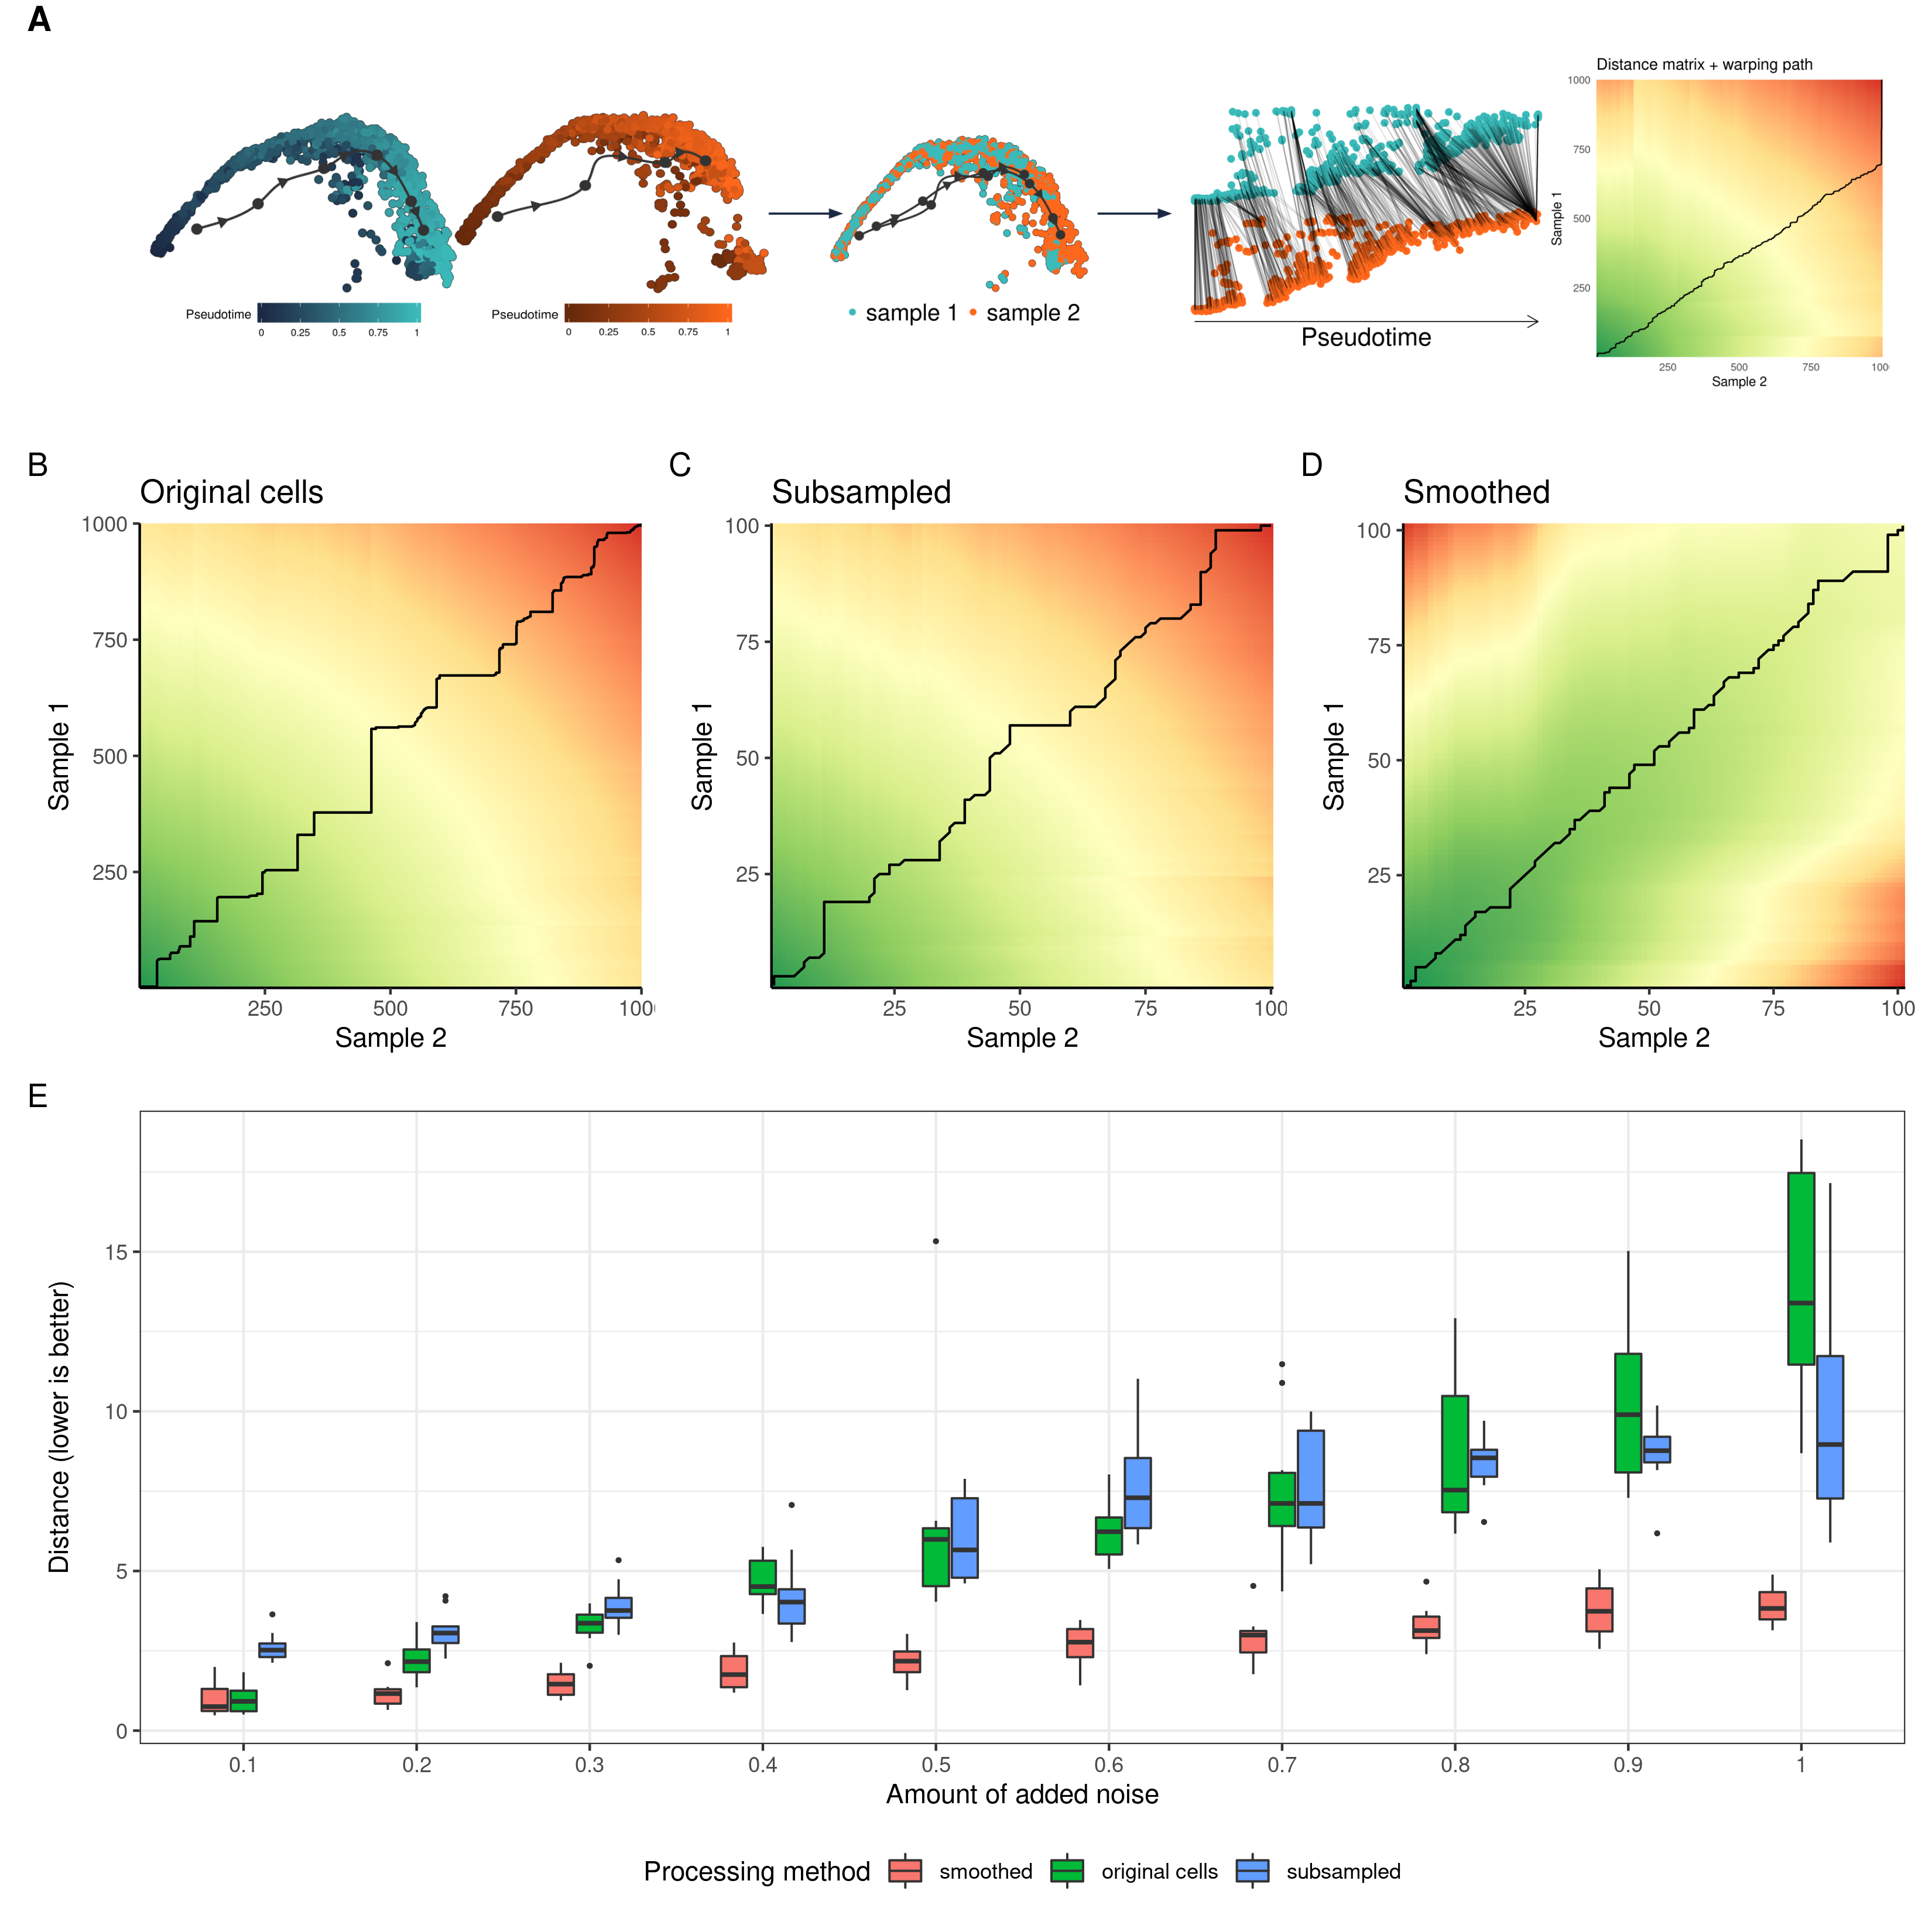 A
Distance matrix + warping path
1000
750
500
250
Sample 1
250
500
750
100
Sample 2
Pseudotime
0
0.25
0.5
0.75
1
Pseudotime
0
0.25
0.5
0.75
1
sample 1
sample 2
Pseudotime
B
Original cells
1000
750
500
250
Sample 1
250
500
750
100
Sample 2
C
Subsampled
100
75
50
25
Sample 1
25
50
75
100
Sample 2
D
Smoothed
100
75
50
25
Sample 1
25
50
75
100
Sample 2
E
15
10
5
0
Distance (lower is better)
0.1
0.2
0.3
0.4
0.5
0.6
0.7
0.8
0.9
1
Amount of added noise
Processing method
smoothed
original cells
subsampled